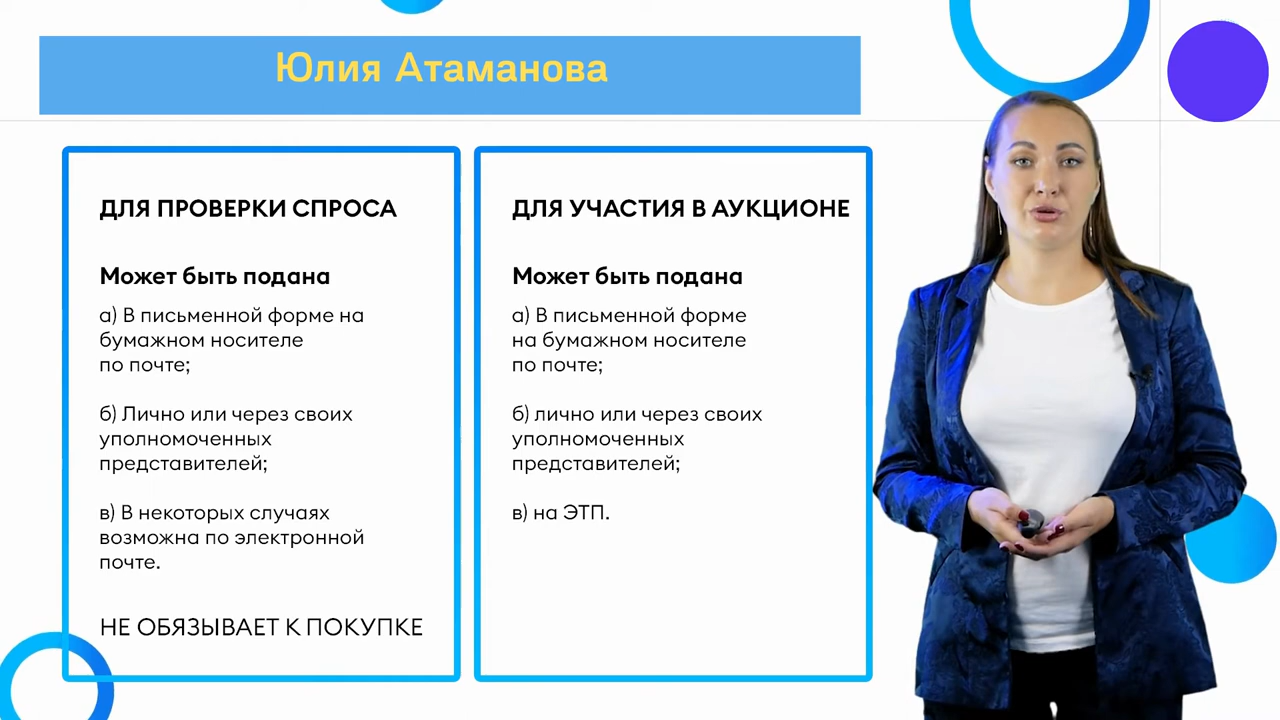 Юлия Атаманова
ДЛЯ ПРОВЕРКИ СПРОСА
Может быть подана
а) В письменной форме на
бумажном носителе
по почте;
б) Лично или через своих
уполномоченных
представителей;
в) В некоторых случаях
возможна по электронной
почте.
НЕ ОБЯЗЫВАЕТ К ПОКУПКЕ
ДЛЯ УЧАСТИЯ В АУКЦИОНЕ
Может быть подана
а) В письменной форме
на бумажном носителе
по почте;
б) лично или через своих
уполномоченных
представителей;
в) на ЭТП.